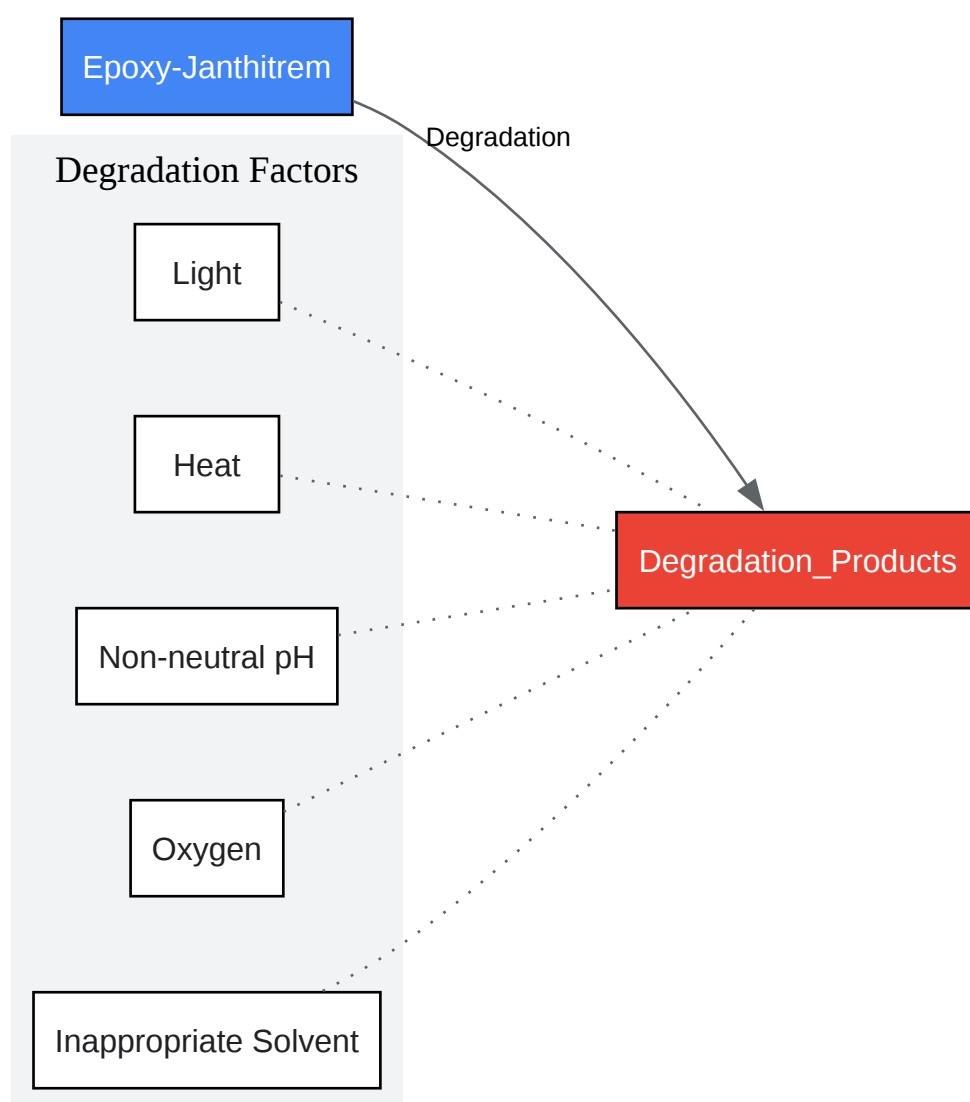 Epoxy-Janthitrem
Degradation
Degradation Factors
Light
Heat
Degradation_Products
Non-neutral pH
Oxygen
Inappropriate Solvent